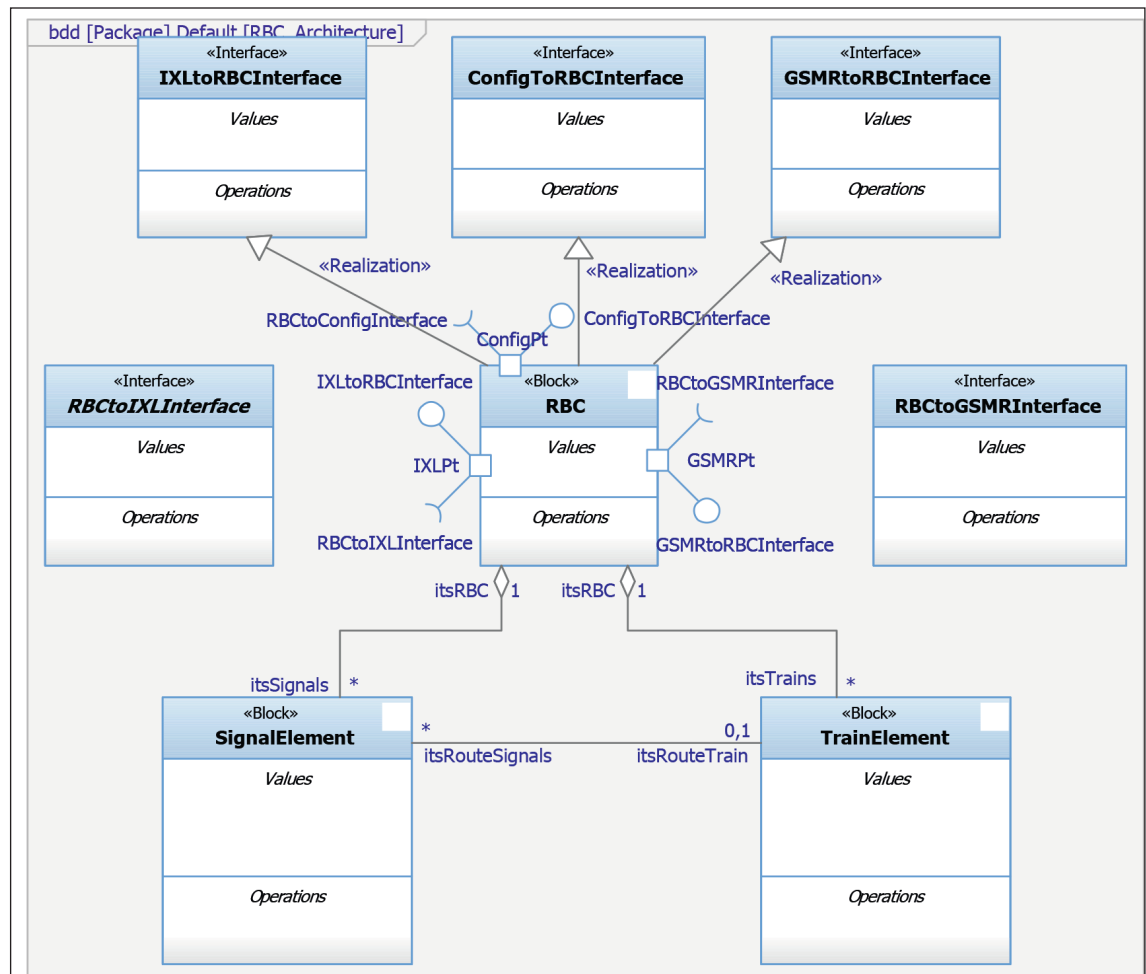 bdd [Package] Default [RBC_Architecture]
«Interface»
IXLtoRBCInterface
Values
Operations
«Interface»
ConfigToRBCInterface
Values
Operations
«Interface»
GSMRtoRBCInterface
Values
Operations
«Realization»
«Realization»
«Realization»
RBCtoConfigInterface
ConfigToRBCInterface
ConfigPt
«Interface»
RBCtoIXLInterface
Values
Operations
IXLtoRBCInterface
IXLPt
RBCtoIXLInterface
«Block»
RBC
Values
Operations
RBCtoGSMRInterface
GSMRPt
GSMRtoRBCInterface
«Interface»
RBCtoGSMRInterface
Values
Operations
itsRBC 1
itsRBC 1
itsSignals *
itsTrains *
«Block»
SignalElement
Values
Operations
*
itsRouteSignals
0,1
itsRouteTrain
«Block»
TrainElement
Values
Operations